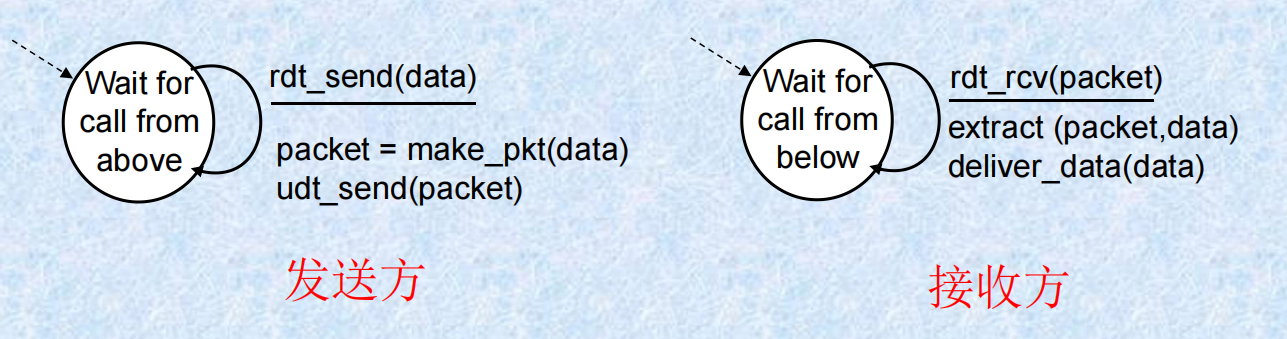 Wait for
call from
above
rdt_send(data)
packet = make_pkt(data)
udt_send(packet)
发送方
Wait for
call from
below
rdt_rcv(packet)
extract (packet,data)
deliver_data(data)
接收方